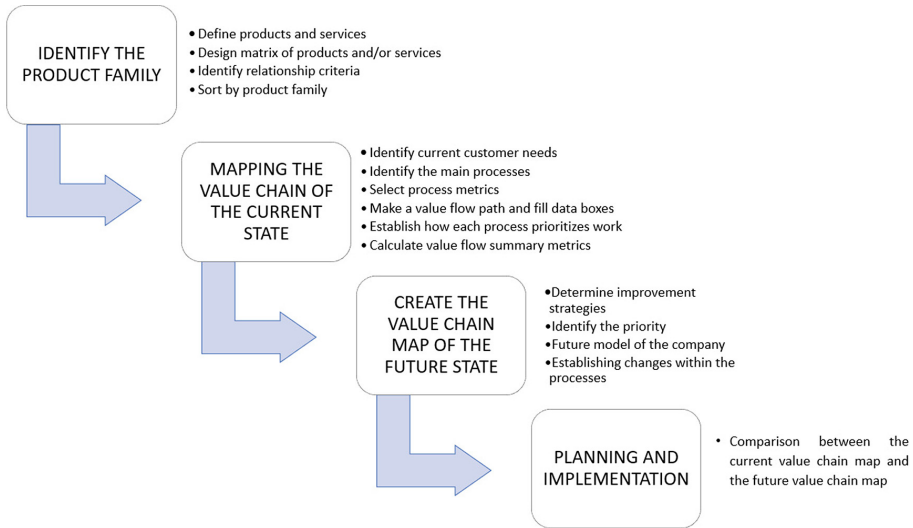 IDENTIFY THE
PRODUCT FAMILY
• Define products and services
• Design matrix of products and/or services
• Identify relationship criteria
• Sort by product family
MAPPING THE
VALUE CHAIN OF
THE CURRENT
STATE
• Identify current customer needs
• Identify the main processes
• Select process metrics
• Make a value flow path and fill data boxes
• Establish how each process prioritizes work
• Calculate value flow summary metrics
CREATE THE
VALUE CHAIN
MAP OF THE
FUTURE STATE
•Determine improvement
strategies
•Identify the priority
•Future model of the company
•Establishing changes within the
processes
PLANNING AND
IMPLEMENTATION
• Comparison between the
current value chain map and
the future value chain map